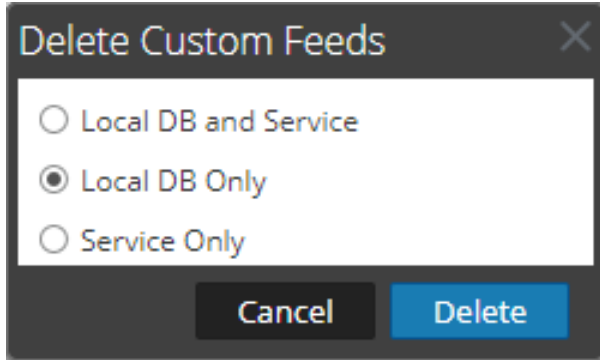 Delete Custom Feeds
Local DB and Service
Local DB Only
Service Only
Cancel Delete